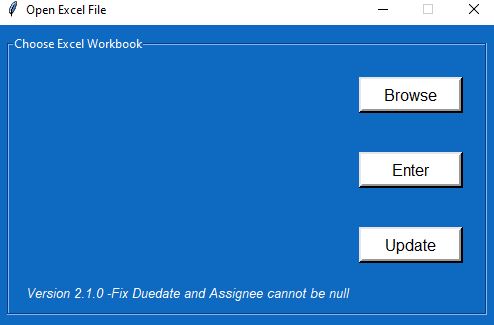 Open Excel File
Choose Excel Workbook
Browse
Enter
Update
Version 2.1.0 -Fix Duedate and Assignee cannot be null